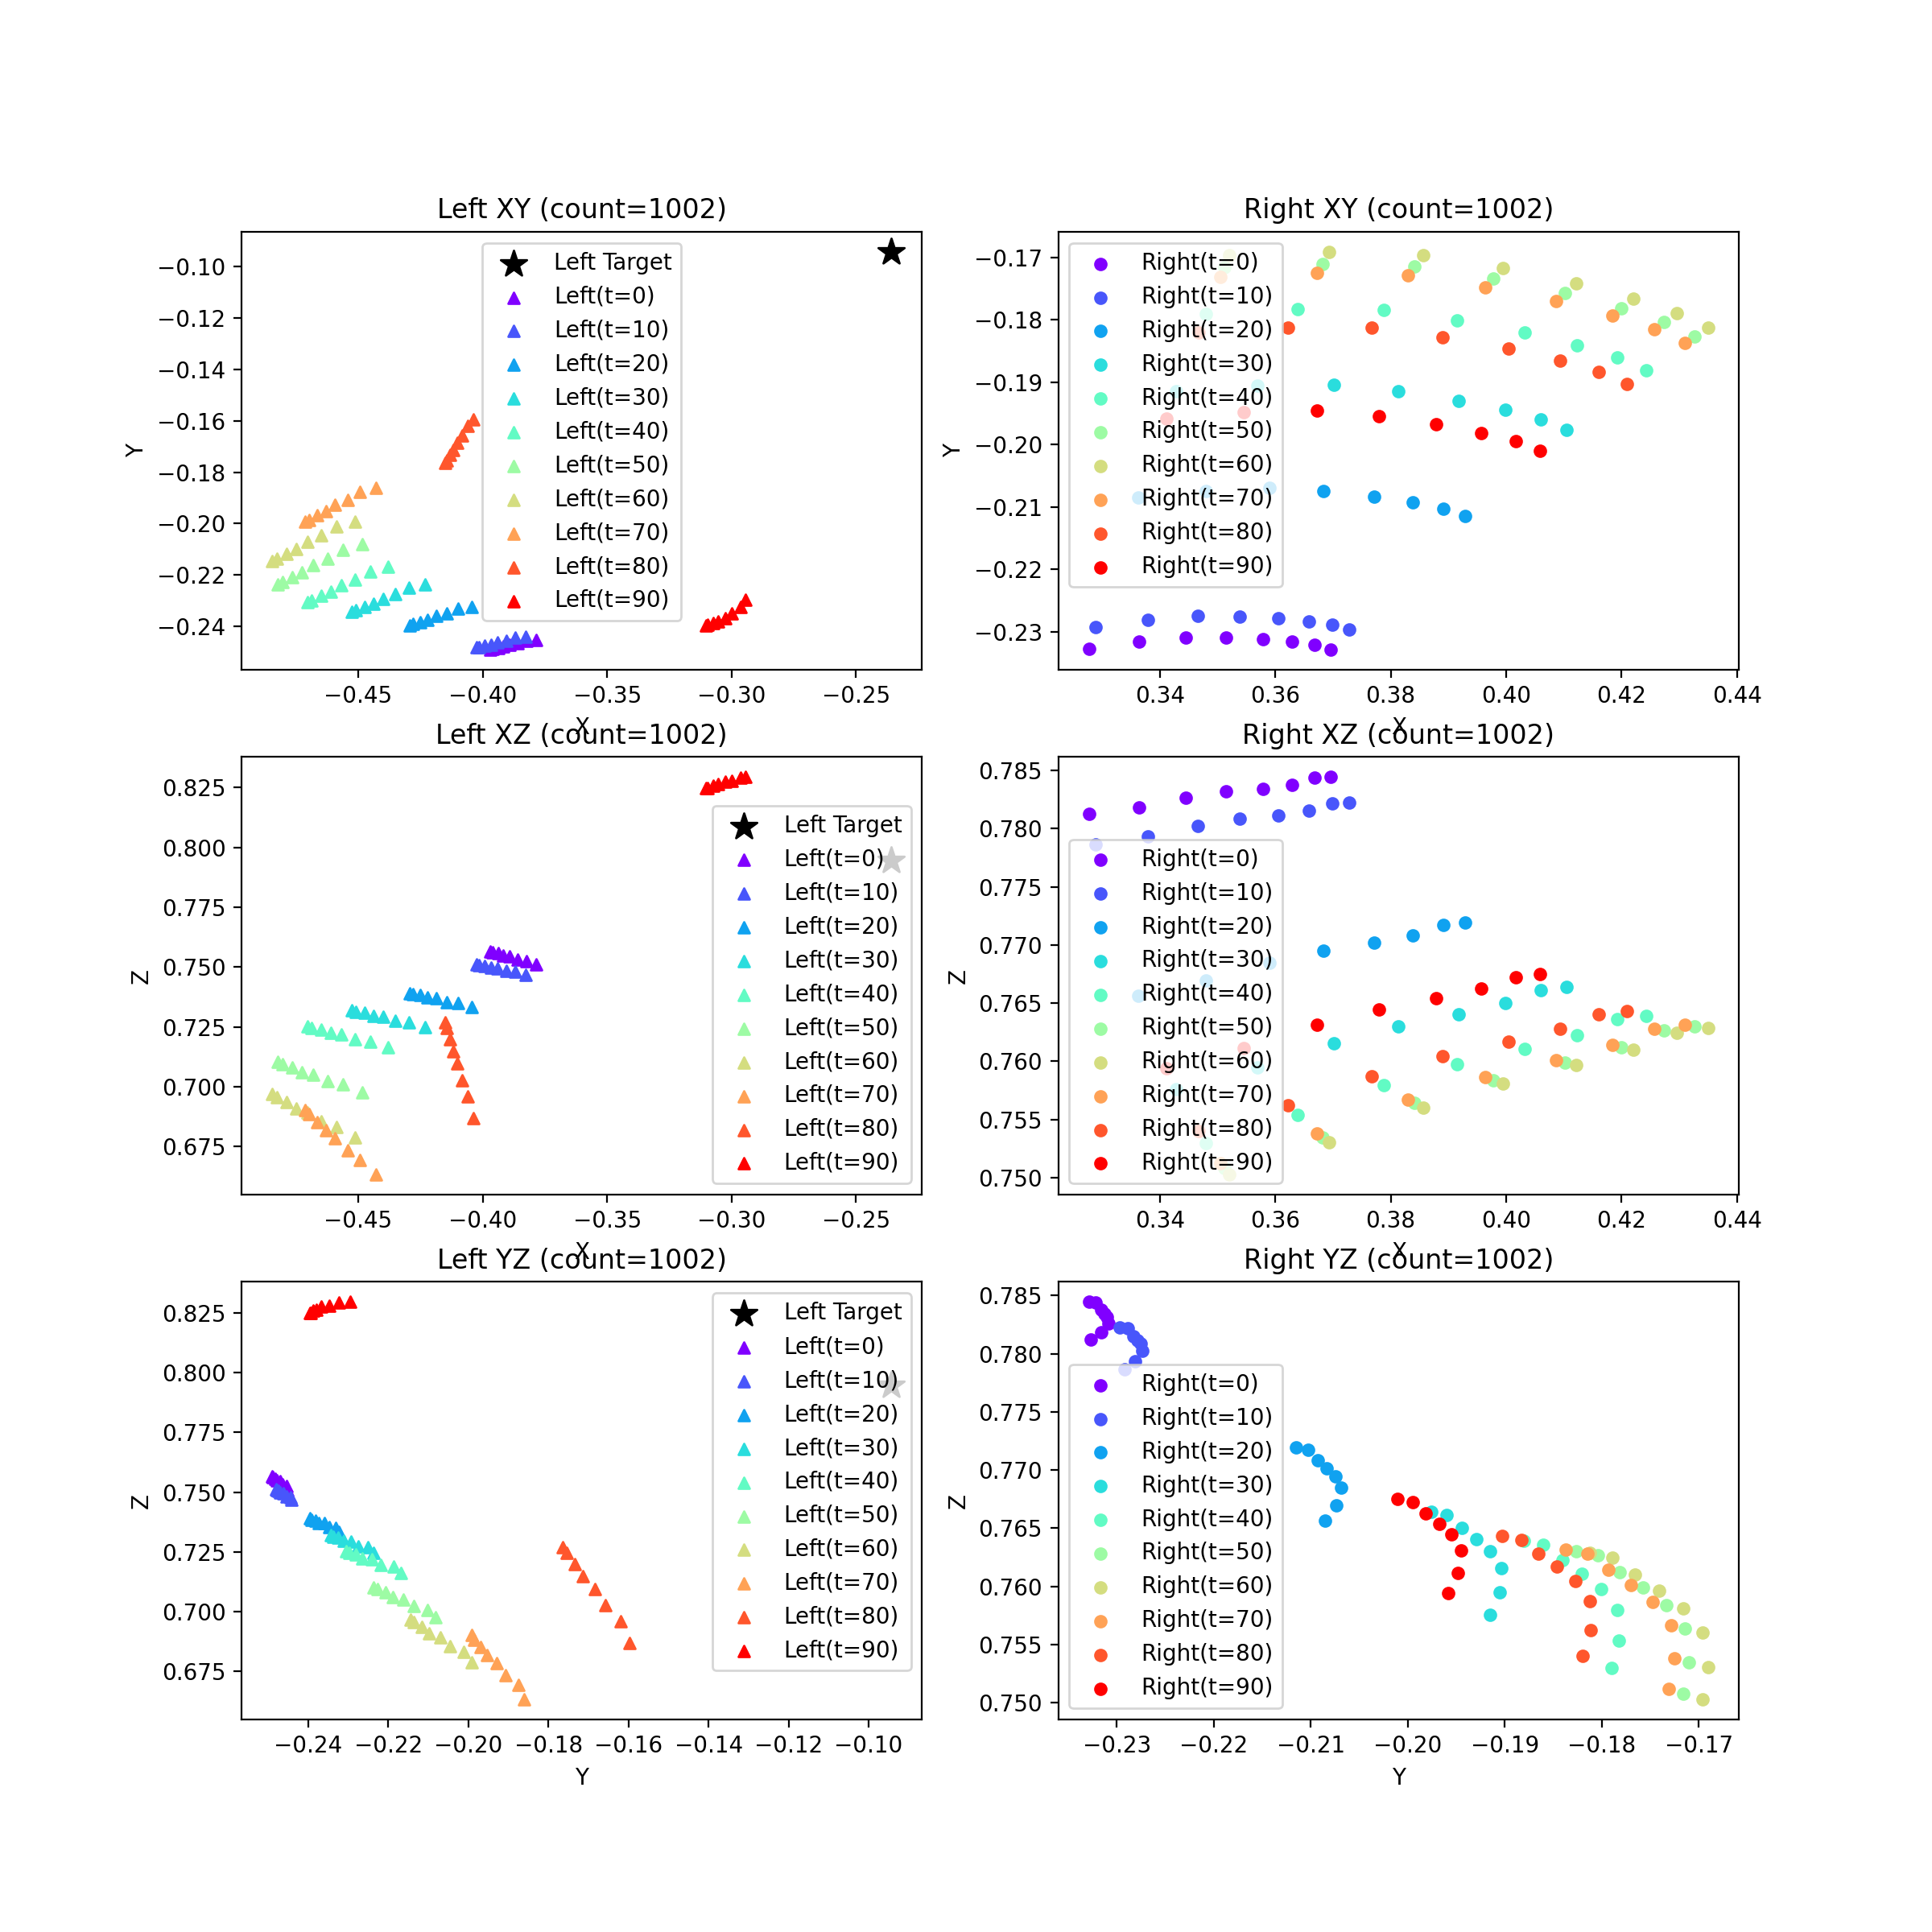 Left XY (count=1002)
−0.10
−0.12
−0.14
−0.16
−0.18
−0.20
−0.22
−0.24
Y
−0.45 −0.40 −0.35 −0.30 −0.25
X
Left Target
Left(t=0)
Left(t=10)
Left(t=20)
Left(t=30)
Left(t=40)
Left(t=50)
Left(t=60)
Left(t=70)
Left(t=80)
Left(t=90)
Right XY (count=1002)
−0.17
−0.18
−0.19
−0.20
−0.21
−0.22
−0.23
Y
0.34 0.36 0.38 0.40 0.42 0.44
X
Right(t=0)
Right(t=10)
Right(t=20)
Right(t=30)
Right(t=40)
Right(t=50)
Right(t=60)
Right(t=70)
Right(t=80)
Right(t=90)
Left XZ (count=1002)
0.825
0.800
0.775
0.750
0.725
0.700
0.675
Z
−0.45 −0.40 −0.35 −0.30 −0.25
X
Left Target
Left(t=0)
Left(t=10)
Left(t=20)
Left(t=30)
Left(t=40)
Left(t=50)
Left(t=60)
Left(t=70)
Left(t=80)
Left(t=90)
Right XZ (count=1002)
0.785
0.780
0.775
0.770
0.765
0.760
0.755
0.750
Z
0.34 0.36 0.38 0.40 0.42 0.44
X
Right(t=0)
Right(t=10)
Right(t=20)
Right(t=30)
Right(t=40)
Right(t=50)
Right(t=60)
Right(t=70)
Right(t=80)
Right(t=90)
Left YZ (count=1002)
0.825
0.800
0.775
0.750
0.725
0.700
0.675
Z
−0.24 −0.22 −0.20 −0.18 −0.16 −0.14 −0.12 −0.10
Y
Left Target
Left(t=0)
Left(t=10)
Left(t=20)
Left(t=30)
Left(t=40)
Left(t=50)
Left(t=60)
Left(t=70)
Left(t=80)
Left(t=90)
Right YZ (count=1002)
0.785
0.780
0.775
0.770
0.765
0.760
0.755
0.750
Z
−0.23 −0.22 −0.21 −0.20 −0.19 −0.18 −0.17
Y
Right(t=0)
Right(t=10)
Right(t=20)
Right(t=30)
Right(t=40)
Right(t=50)
Right(t=60)
Right(t=70)
Right(t=80)
Right(t=90)